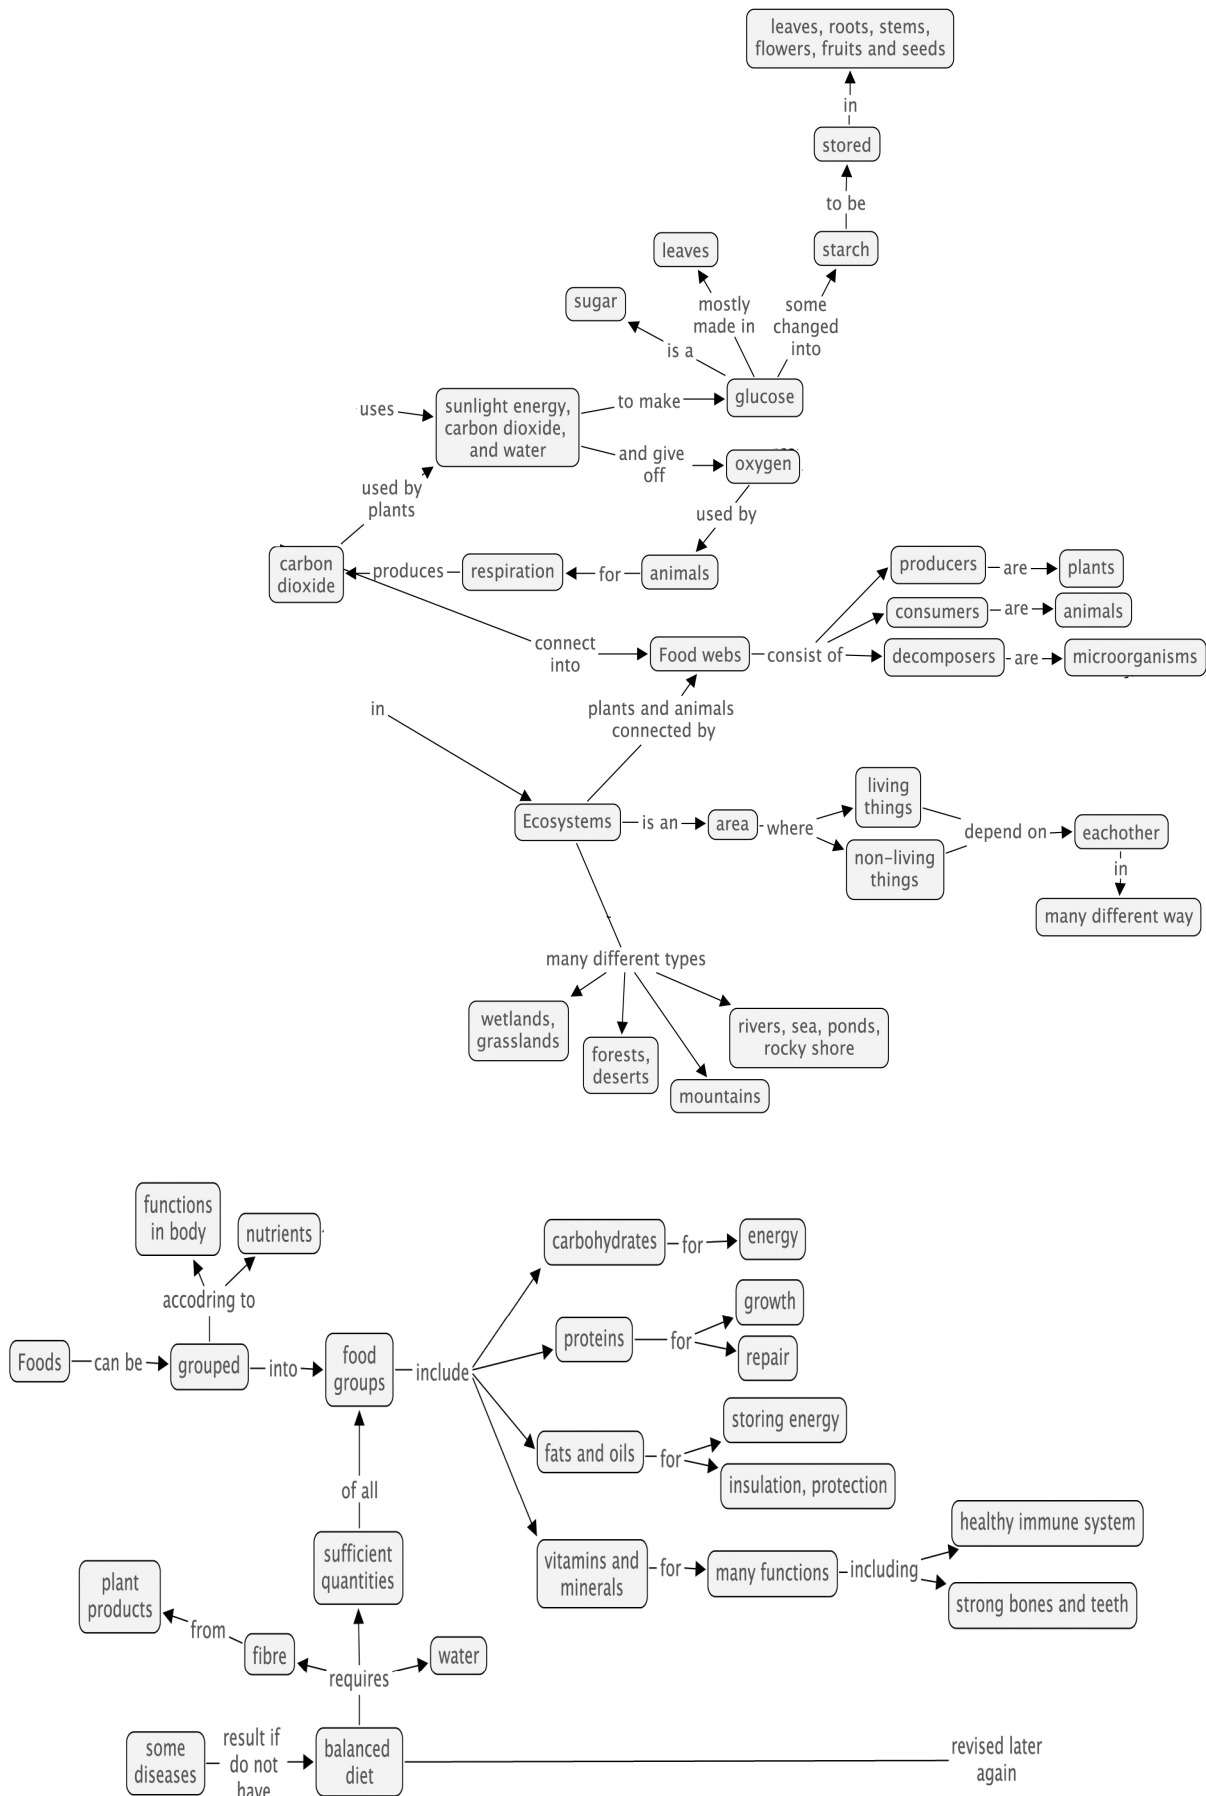 leaves, roots, stems,
flowers, fruits and seeds
in
stored
to be
starch
leaves
sugar
mostly
made in
some
changed
into
is a
glucose
uses
sunlight energy,
carbon dioxide,
and water
to make
and give
off
oxygen
used by
plants
used by
carbon
dioxide
produces
respiration
for
animals
producers
are
plants
consumers
are
animals
connect
into
Food webs
consist of
decomposers
are
microorganisms
in
plants and animals
connected by
Ecosystems
is an
area
where
living
things
non-living
things
depend on
eachother
in
many different way
many different types
wetlands,
grasslands
forests,
deserts
mountains
rivers, sea, ponds,
rocky shore
functions
in body
nutrients
accodring to
Foods
can be
grouped
into
food
groups
include
carbohydrates
for
energy
proteins
for
growth
repair
fats and oils
for
storing energy
insulation, protection
vitamins and
minerals
for
many functions
including
healthy immune system
strong bones and teeth
of all
sufficient
quantities
plant
products
from
fibre
requires
water
some
diseases
result if
do not
have
balanced
diet
revised later
again